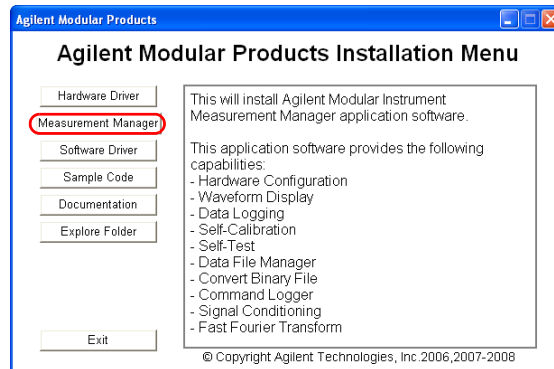 Agilent Modular Products
Agilent Modular Products Installation Menu
Hardware Driver
Measurement Manager
Software Driver
Sample Code
Documentation
Explore Folder
Exit
This will install Agilent Modular Instrument
Measurement Manager application software.
This application software provides the following
capabilities:
- Hardware Configuration
- Waveform Display
- Data Logging
- Self-Calibration
- Self-Test
- Data File Manager
- Convert Binary File
- Command Logger
- Signal Conditioning
- Fast Fourier Transform
© Copyright Agilent Technologies, Inc.2006,2007-2008